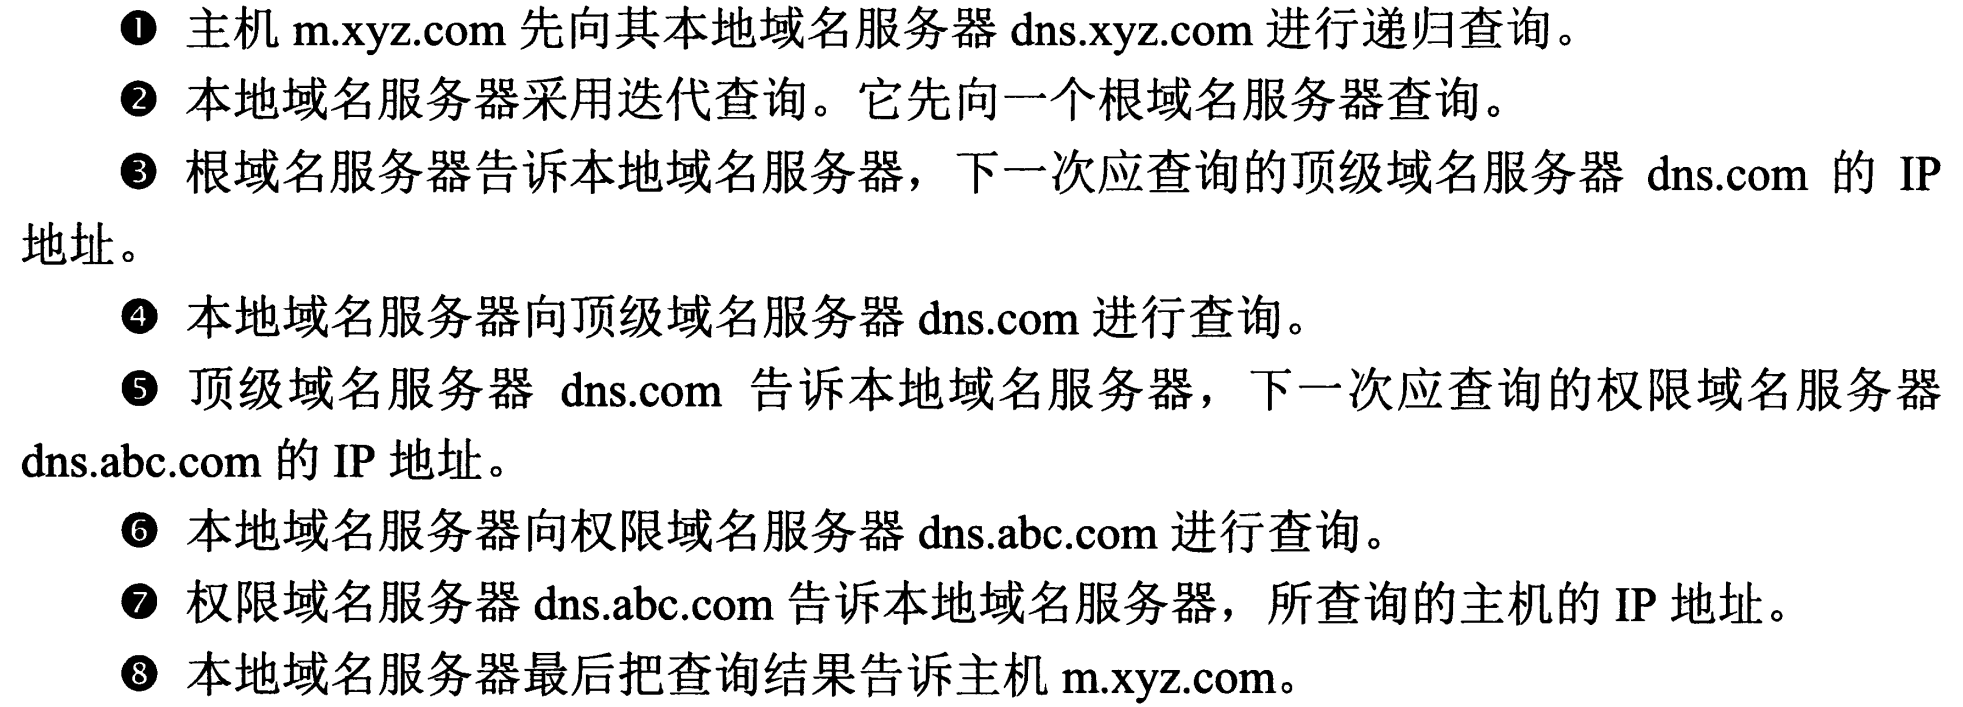 ❶ 主机 m.xyz.com 先向其本地域名服务器 dns.xyz.com 进行递归查询。
❷ 本地域名服务器采用迭代查询。它先向一个根域名服务器查询。
❸ 根域名服务器告诉本地域名服务器，下一次应查询的顶级域名服务器 dns.com 的 IP
地址。
❹ 本地域名服务器向顶级域名服务器 dns.com 进行查询。
❺ 顶级域名服务器 dns.com 告诉本地域名服务器，下一次应查询的权限域名服务器
dns.abc.com 的 IP 地址。
❻ 本地域名服务器向权限域名服务器 dns.abc.com 进行查询。
❼ 权限域名服务器 dns.abc.com 告诉本地域名服务器，所查询的主机的 IP 地址。
❽ 本地域名服务器最后把查询结果告诉主机 m.xyz.com。